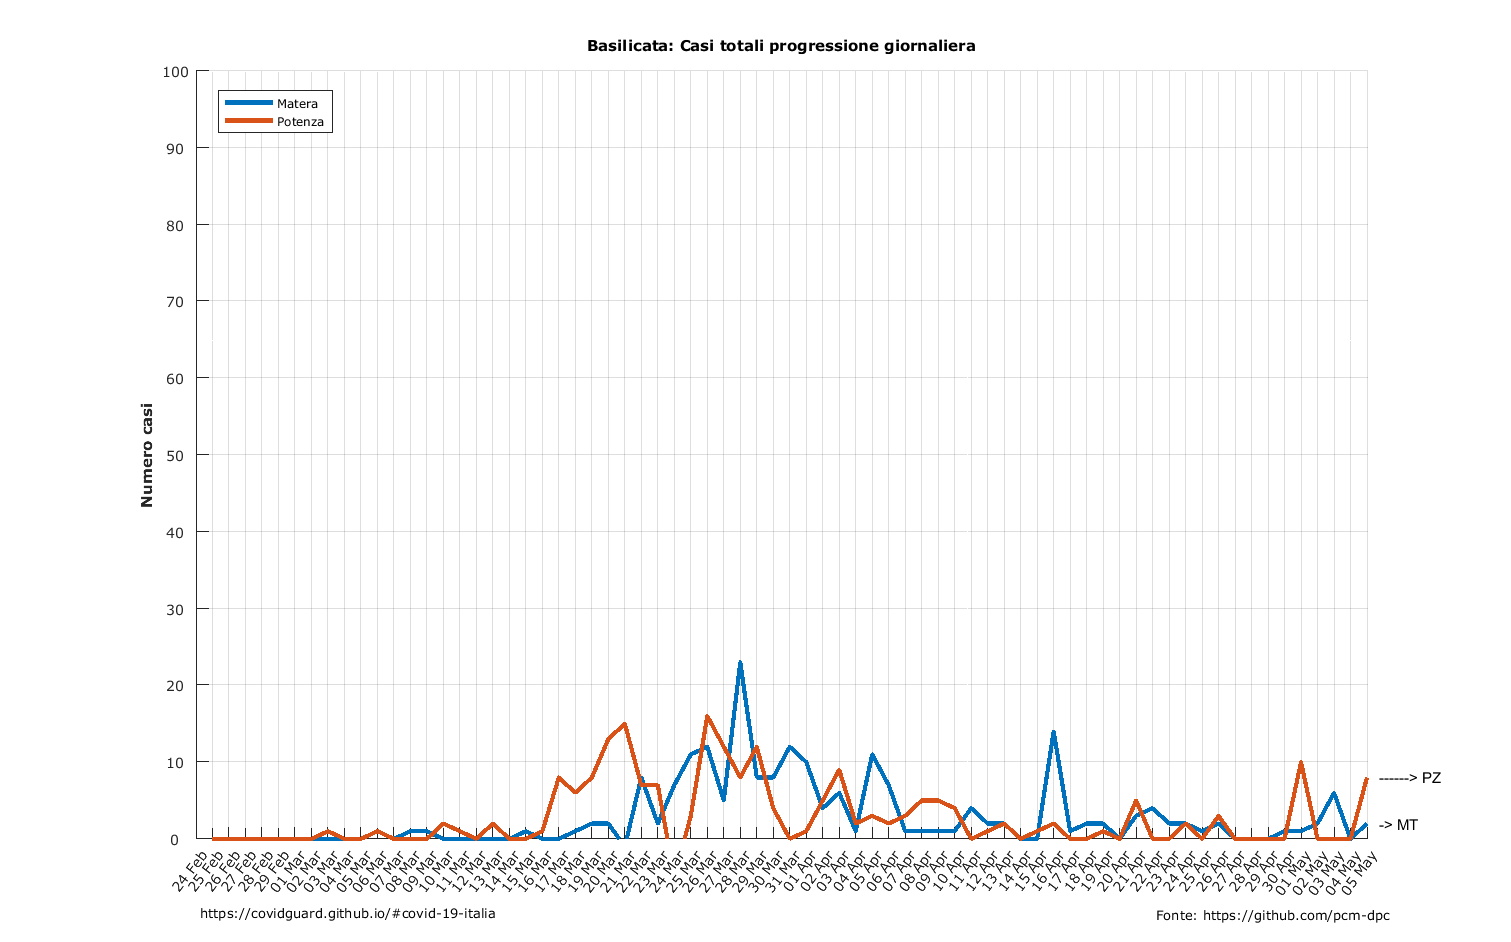 Basilicata: Casi totali progressione giornaliera
Matera
Potenza
Numero casi
100
90
80
70
60
50
40
30
20
10
0
------> PZ
-> MT
24 Feb
25 Feb
26 Feb
27 Feb
28 Feb
29 Feb
01 Mar
02 Mar
03 Mar
04 Mar
05 Mar
06 Mar
07 Mar
08 Mar
09 Mar
10 Mar
11 Mar
12 Mar
13 Mar
14 Mar
15 Mar
16 Mar
17 Mar
18 Mar
19 Mar
20 Mar
21 Mar
22 Mar
23 Mar
24 Mar
25 Mar
26 Mar
27 Mar
28 Mar
29 Mar
30 Mar
31 Mar
01 Apr
02 Apr
03 Apr
04 Apr
05 Apr
06 Apr
07 Apr
08 Apr
09 Apr
10 Apr
11 Apr
12 Apr
13 Apr
14 Apr
15 Apr
16 Apr
17 Apr
18 Apr
19 Apr
20 Apr
21 Apr
22 Apr
23 Apr
24 Apr
25 Apr
26 Apr
27 Apr
28 Apr
29 Apr
30 Apr
01 May
02 May
03 May
04 May
05 May
https://covidguard.github.io/#covid-19-italia
Fonte: https://github.com/pcm-dpc